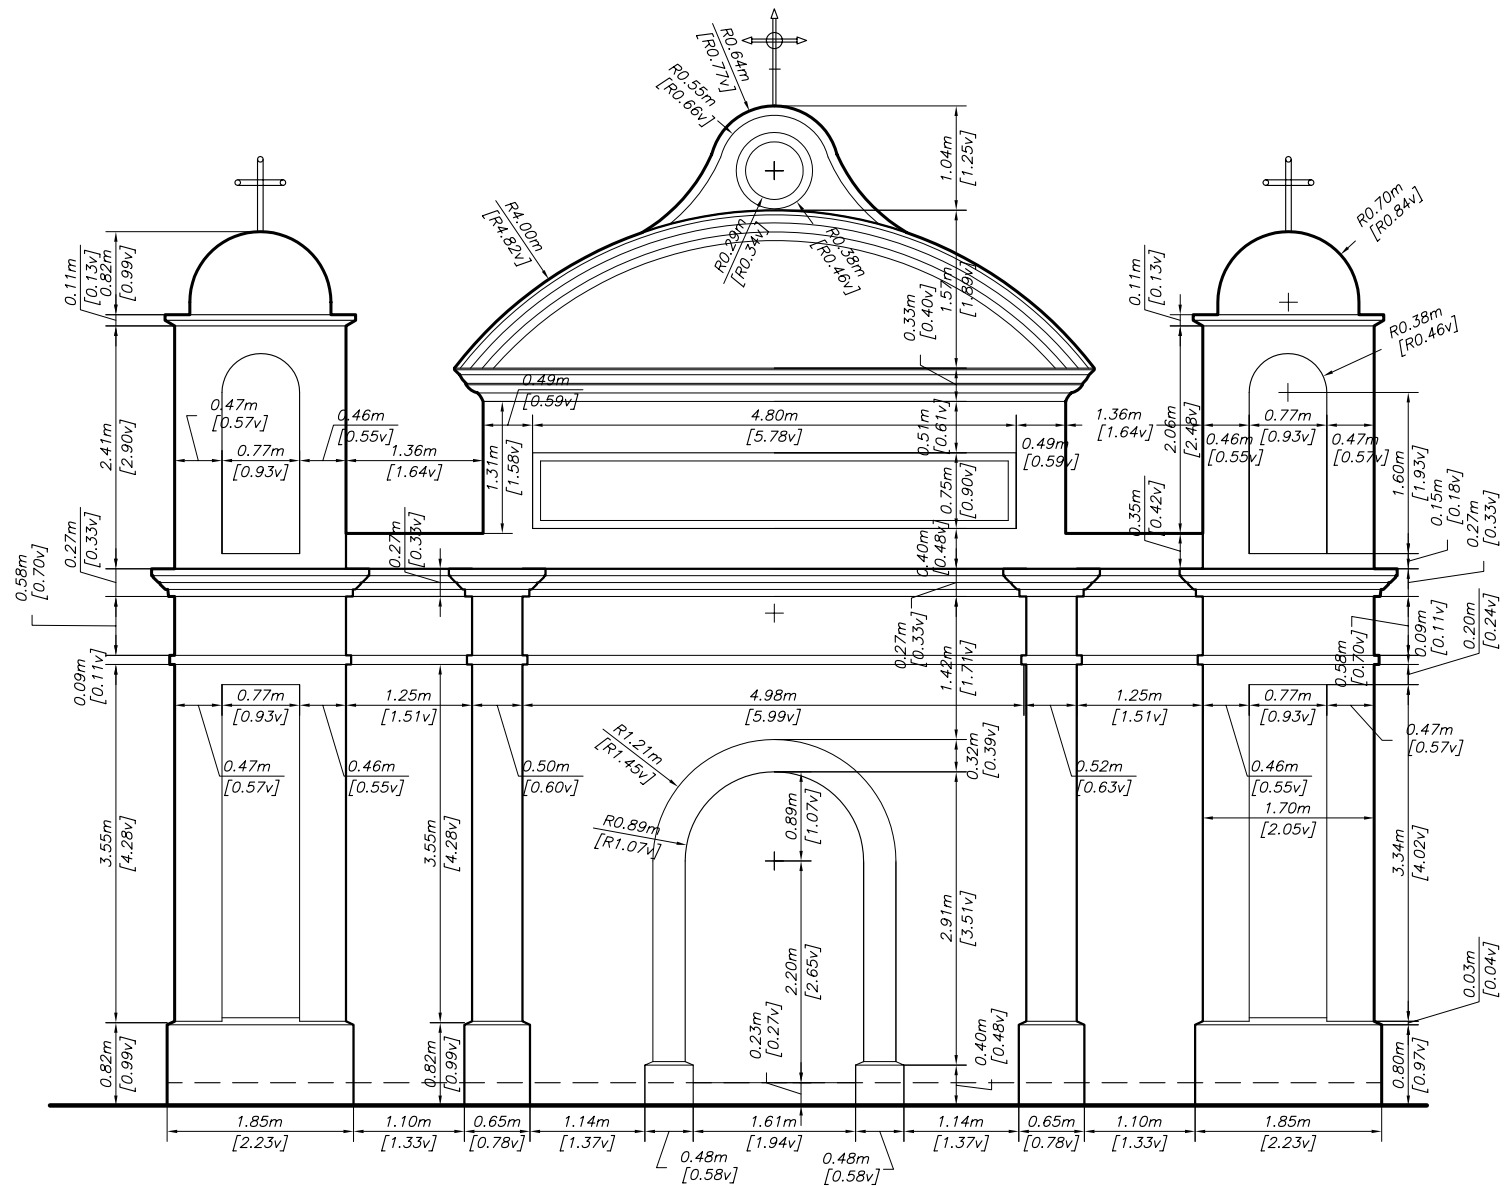 R0.64m
[R0.77v]
R0.55m
[R0.66v]
1.04m
[1.25v]
R4.00m
[R4.82v]
R0.29m
[R0.34v]
R0.38m
[R0.46v]
R0.70m
[R0.84v]
0.11m
[0.13v]
0.82m
[0.99v]
1.57m
[1.89v]
0.33m
[0.40v]
0.11m
[0.13v]
R0.38m
[R0.46v]
2.41m
[2.90v]
0.47m
[0.57v]
0.46m
[0.55v]
0.77m
[0.93v]
1.36m
[1.64v]
0.49m
[0.59v]
1.31m
[1.58v]
4.80m
[5.78v]
0.51m
[0.61v]
0.49m
[0.59v]
1.36m
[1.64v]
2.06m
[2.48v]
0.77m
[0.93v]
0.46m
[0.55v]
0.47m
[0.57v]
1.60m
[1.93v]
0.75m
[0.90v]
0.40m
[0.48v]
0.35m
[0.42v]
0.15m
[0.18v]
0.27m
[0.33v]
0.58m
[0.70v]
0.27m
[0.33v]
0.27m
[0.33v]
0.27m
[0.33v]
1.42m
[1.71v]
0.58m
[0.70v]
0.09m
[0.11v]
0.20m
[0.24v]
0.09m
[0.11v]
0.77m
[0.93v]
1.25m
[1.51v]
4.98m
[5.99v]
1.25m
[1.51v]
0.77m
[0.93v]
0.47m
[0.57v]
0.47m
[0.57v]
0.46m
[0.55v]
0.50m
[0.60v]
R1.21m
[R1.45v]
0.32m
[0.39v]
0.52m
[0.63v]
0.46m
[0.55v]
1.70m
[2.05v]
3.55m
[4.28v]
3.55m
[4.28v]
R0.89m
[R1.07v]
0.89m
[1.07v]
2.91m
[3.51v]
3.34m
[4.02v]
2.20m
[2.65v]
0.03m
[0.04v]
0.82m
[0.99v]
0.82m
[0.99v]
0.23m
[0.27v]
0.40m
[0.48v]
0.80m
[0.97v]
1.85m
[2.23v]
1.10m
[1.33v]
0.65m
[0.78v]
1.14m
[1.37v]
1.61m
[1.94v]
1.14m
[1.37v]
0.65m
[0.78v]
1.10m
[1.33v]
1.85m
[2.23v]
0.48m
[0.58v]
0.48m
[0.58v]